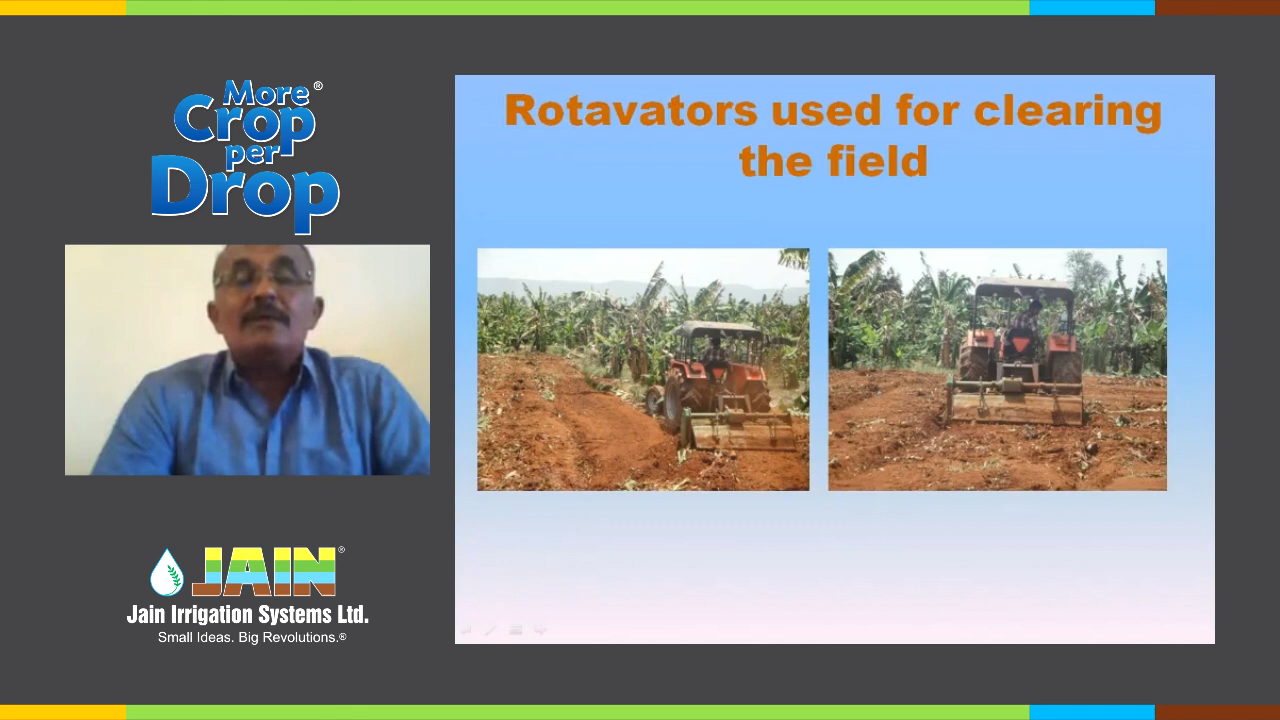 More
Crop
per
Drop
®
Rotavators used for clearing
the field
JAIN
®
Jain Irrigation Systems Ltd.
Small Ideas. Big Revolutions.®